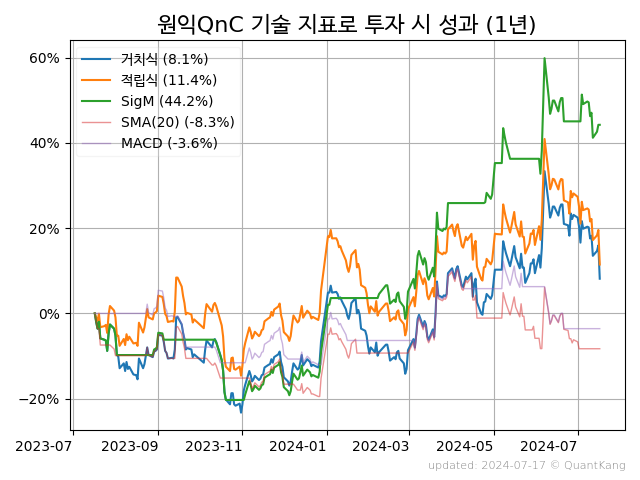 원익QnC 기술 지표로 투자 시 성과 (1년)
거치식 (8.1%)
적립식 (11.4%)
SigM (44.2%)
SMA(20) (-8.3%)
MACD (-3.6%)
60%
40%
20%
0%
−20%
2023-07 2023-09 2023-11 2024-01 2024-03 2024-05 2024-07
updated: 2024-07-17 © QuantKang